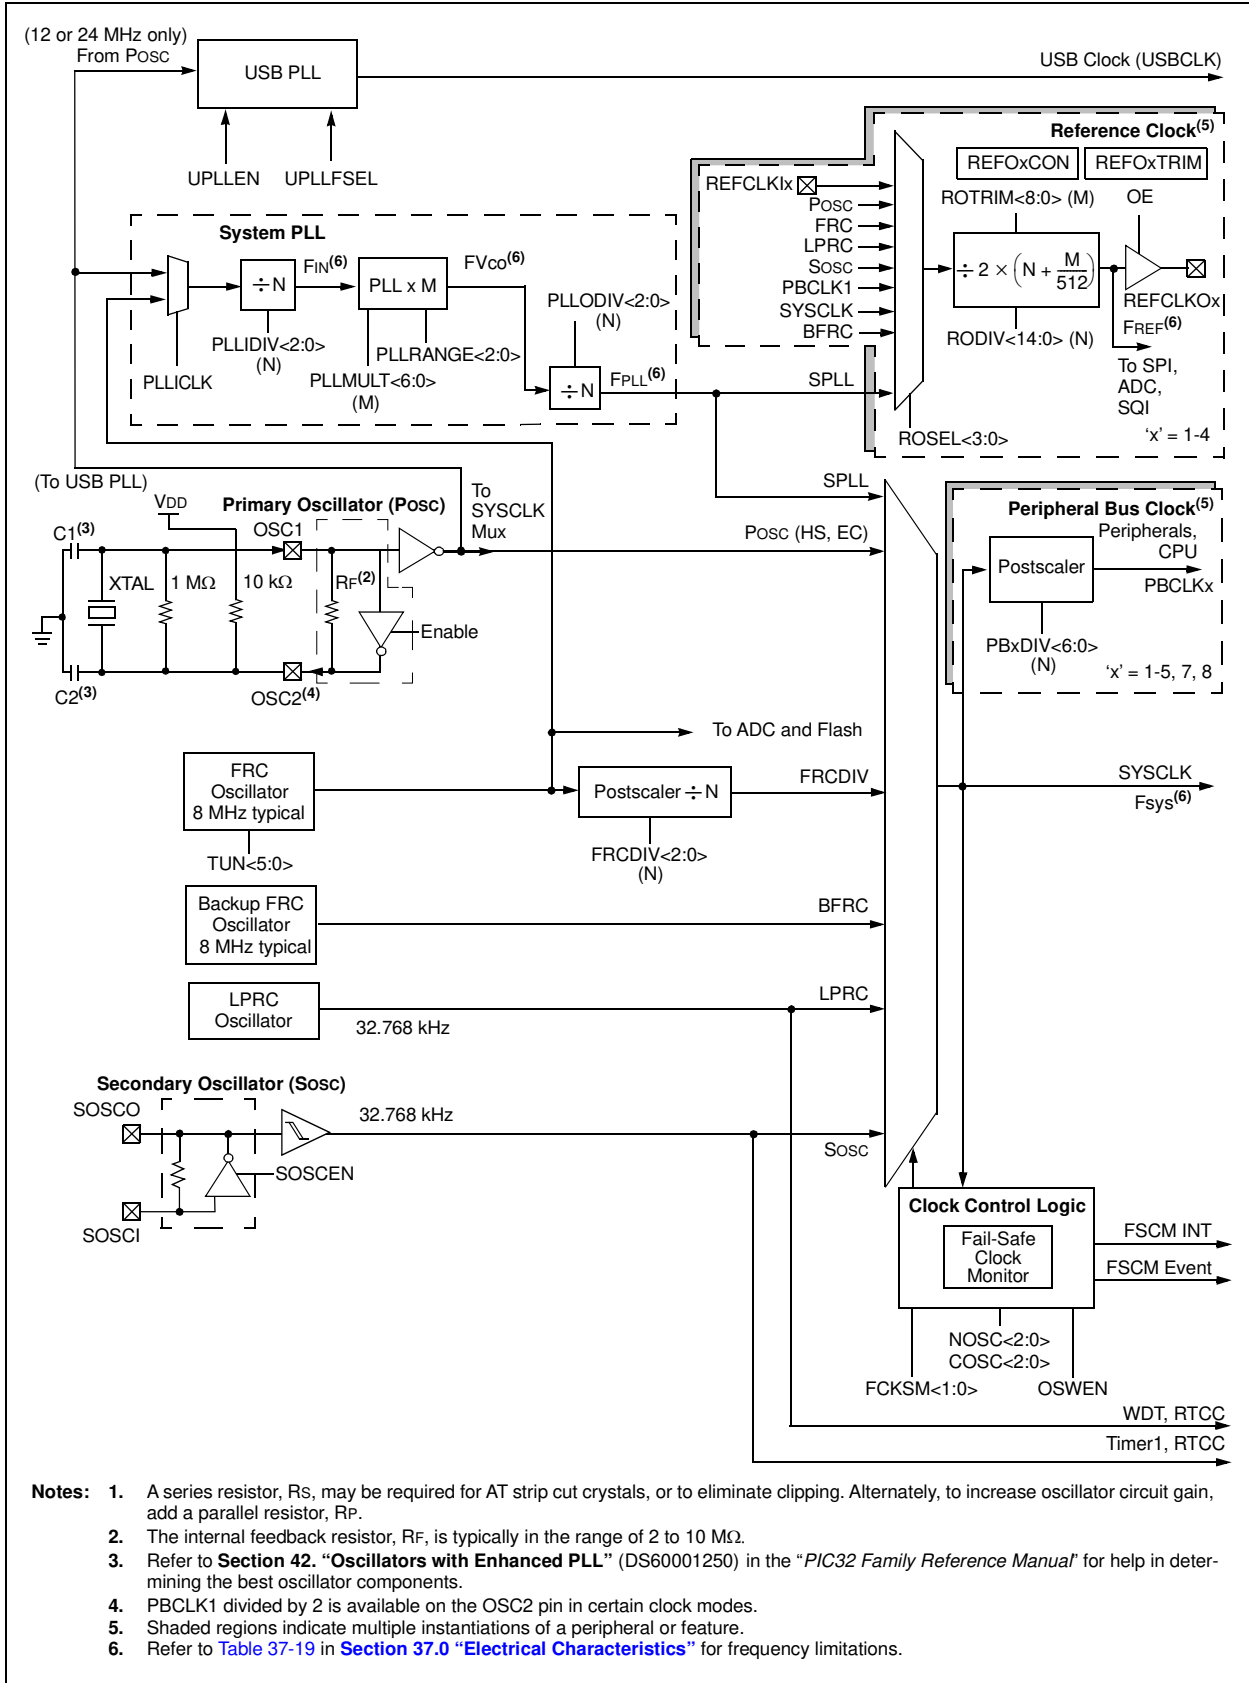 (12 or 24 MHz only)
From POSC
USB PLL
USB Clock (USBCLK)
UPLLEN
UPLLFSEL
Reference Clock(5)
REFOxCON
REFOxTRIM
REFCLKIx
POSC
FRC
LPRC
SOSC
PBCLK1
SYSCLK
BFRC
ROTRIM<8:0> (M)
OE
÷ 2 × (N + M/512)
REFCLKOx
RODIV<14:0> (N)
FREF(6)
To SPI,
ADC,
SQI
ROSEL<3:0>
'x' = 1-4
System PLL
FIN(6)
FVco(6)
÷ N
PLL x M
PLLODIV<2:0>
(N)
PLLIDIV<2:0>
(N)
PLLRANGE<2:0>
PLLICLK
PLLMULT<6:0>
(M)
÷ N
FPLL(6)
SPLL
(To USB PLL)
SPLL
VDD
Primary Oscillator (POSC)
To
SYSCLK
Mux
C1(3)
OSC1
POSC (HS, EC)
XTAL
1 MΩ
10 kΩ
RF(2)
Enable
C2(3)
OSC2(4)
Peripheral Bus Clock(5)
Peripherals,
CPU
Postscaler
PBCLKx
PBxDIV<6:0>
(N)
'x' = 1-5, 7, 8
To ADC and Flash
FRC
Oscillator
8 MHz typical
Postscaler ÷ N
FRCDIV
SYSCLK
Fsys(6)
TUN<5:0>
FRCDIV<2:0>
(N)
Backup FRC
Oscillator
8 MHz typical
BFRC
LPRC
Oscillator
32.768 kHz
LPRC
Secondary Oscillator (SOSC)
SOSCO
32.768 kHz
SOSC
SOSCEN
SOSCI
Clock Control Logic
Fail-Safe
Clock
Monitor
FSCM INT
FSCM Event
NOSC<2:0>
COSC<2:0>
FCKSM<1:0>
OSWEN
WDT, RTCC
Timer1, RTCC
Notes: 1. A series resistor, RS, may be required for AT strip cut crystals, or to eliminate clipping. Alternately, to increase oscillator circuit gain,
add a parallel resistor, RP.
2. The internal feedback resistor, RF, is typically in the range of 2 to 10 MΩ.
3. Refer to Section 42. "Oscillators with Enhanced PLL" (DS60001250) in the "PIC32 Family Reference Manual" for help in deter-
mining the best oscillator components.
4. PBCLK1 divided by 2 is available on the OSC2 pin in certain clock modes.
5. Shaded regions indicate multiple instantiations of a peripheral or feature.
6. Refer to Table 37-19 in Section 37.0 "Electrical Characteristics" for frequency limitations.